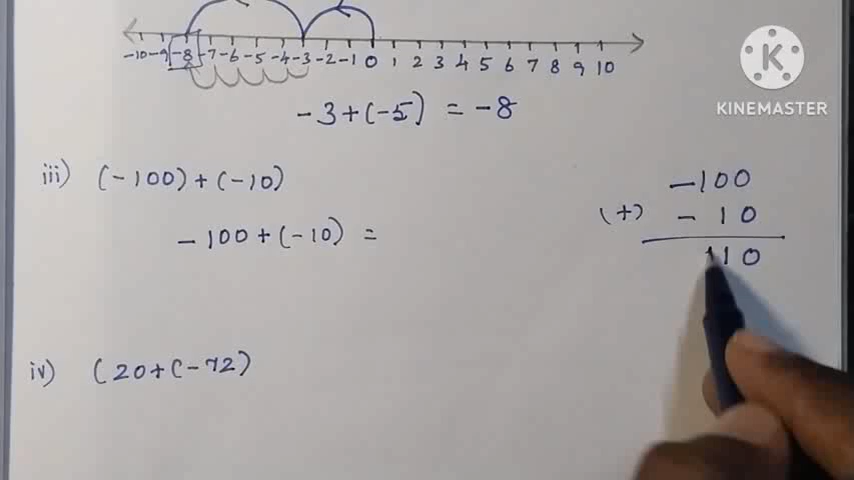 -10 -9 -8 -7 -6 -5 -4 -3 -2 -1 0 1 2 3 4 5 6 7 8 9 10
K
KINEMASTER
-3+(-5) = -8
iii) (-100)+(-10)
-100
-100+(-10) =
(+) -10
110
iv) (20+(-72)